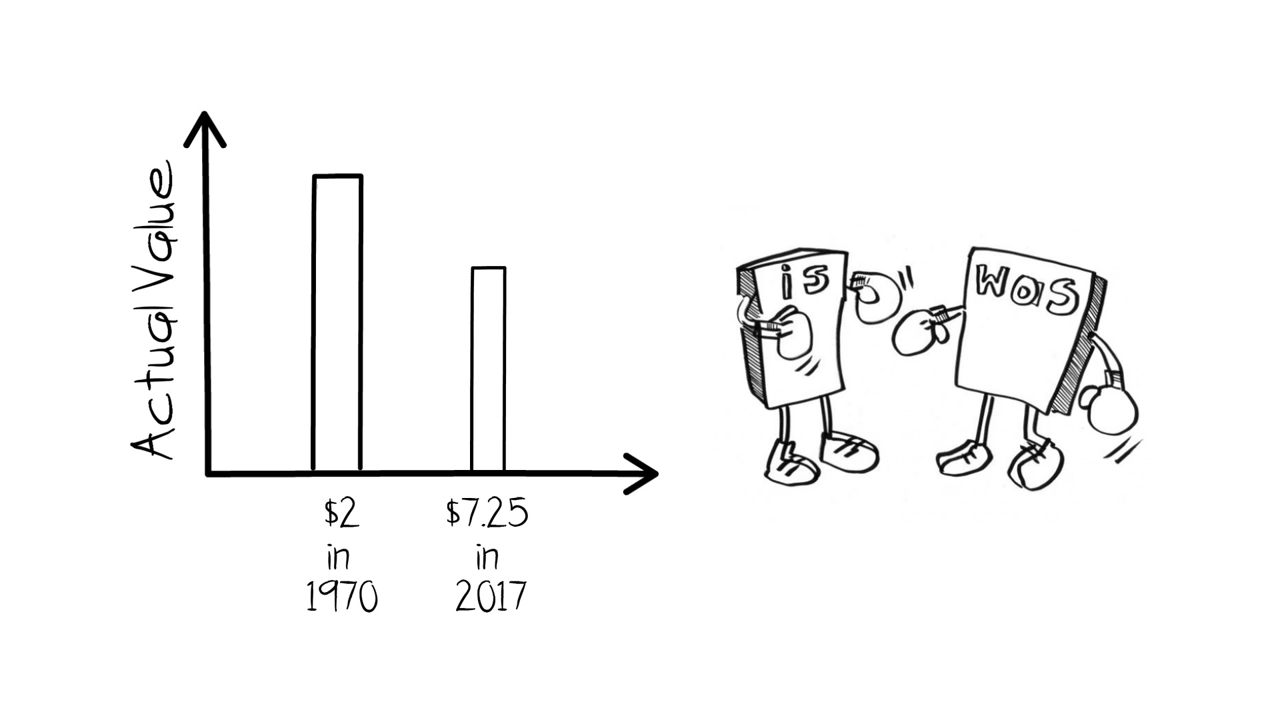 Actual Value
$2
in
1970
$7.25
in
2017
is
was